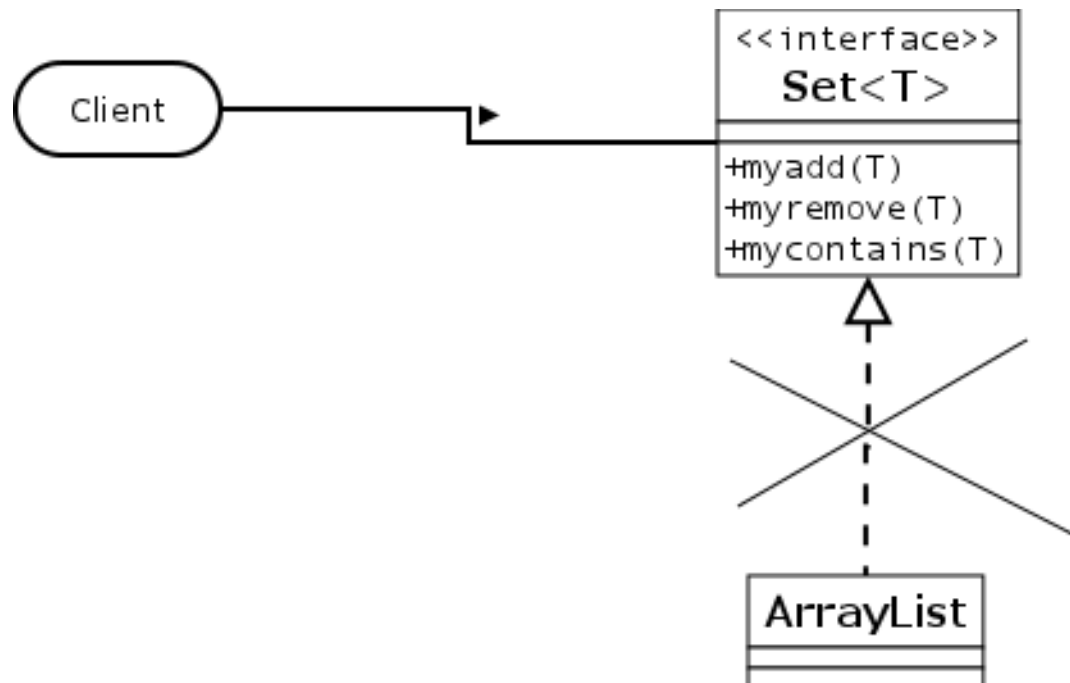 Client
<<interface>>
Set<T>
+myadd(T)
+myremove(T)
+mycontains(T)
ArrayList